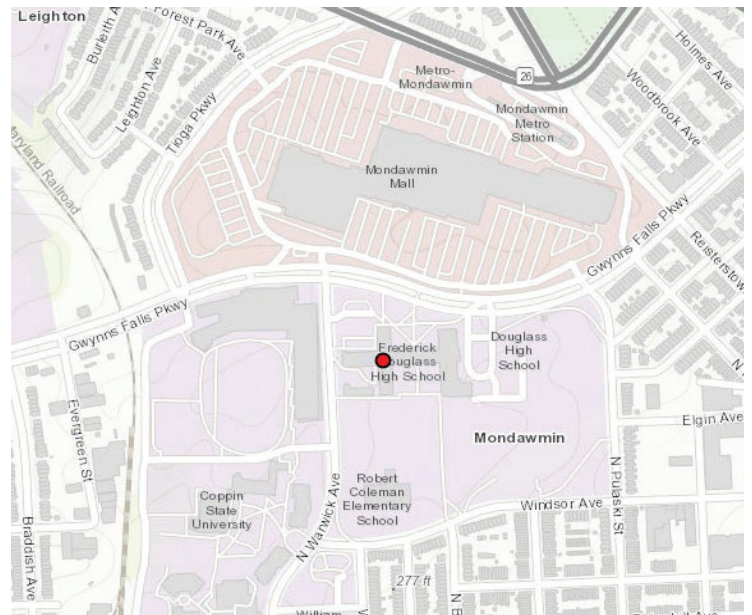 Leighton
Burleith A
Forest Park Ave
Leighton Ave
Tioga Pkwy
Maryland Railroad
Metro-
Mondawmin
26
Mondawmin
Metro
Station
Holmes Ave
Woodbrook Ave
Mondawmin
Mall
Gwynns Falls Pkwy
Reisterstow
Gwynns Falls Pkwy
Frederick
ouglass
High School
Douglass
High
School
Mondawmin
Evergreen St
Braddish Ave
Coppin
State
University
N Warwick Ave
Robert
Coleman
Elementary
School
Windsor Ave
N Pulaski St
Elgin Ave
277 ft
William
N B